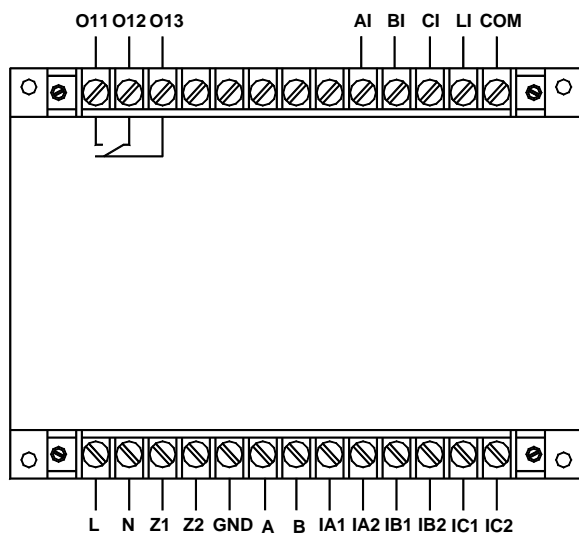 O11 O12 O13 AI BI CI LI COM
L N Z1 Z2 GND A B IA1 IA2 IB1 IB2 IC1 IC2